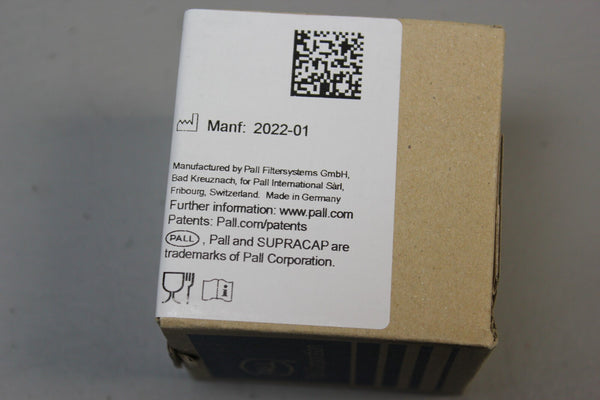 Manf: 2022-01
Manufactured by Pall Filtersystems GmbH,
Bad Kreuznach, for Pall International Sàrl,
Fribourg, Switzerland. Made in Germany
Further information: www.pall.com
Patents: Pall.com/patents
PALL , Pall and SUPRACAP are
trademarks of Pall Corporation.